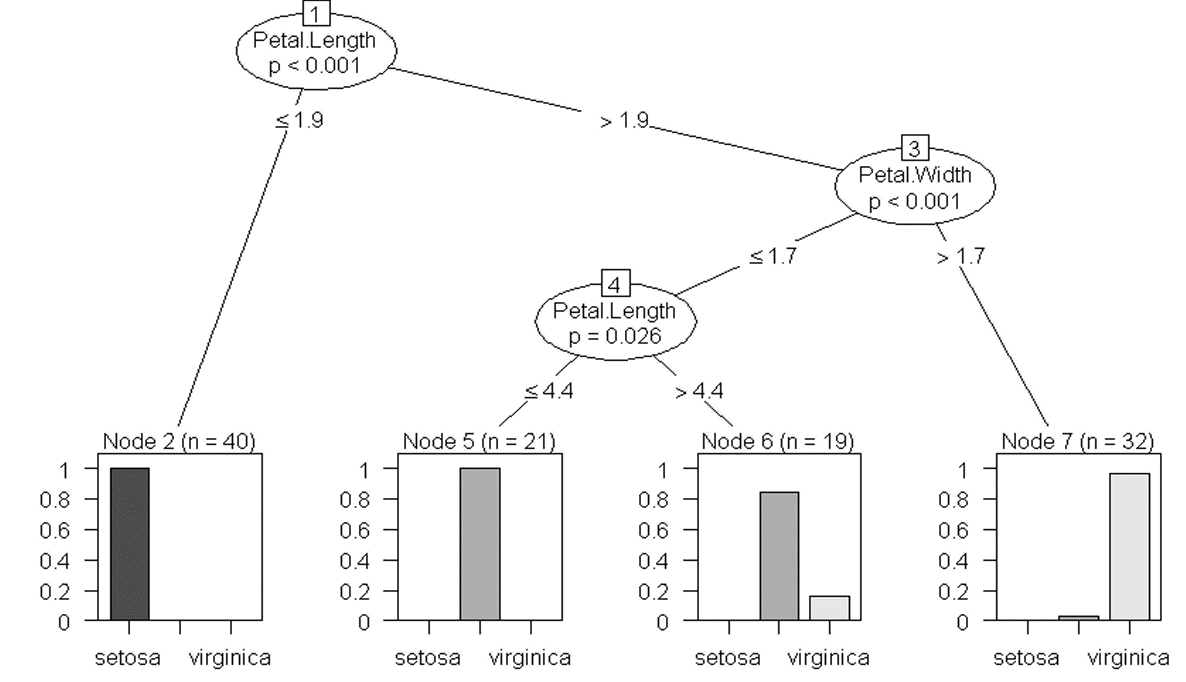 1
Petal.Length
p < 0.001
≤ 1.9
> 1.9
3
Petal.Width
p < 0.001
≤ 1.7
> 1.7
4
Petal.Length
p = 0.026
≤ 4.4
> 4.4
Node 2 (n = 40)
1
0.8
0.6
0.4
0.2
0
setosa virginica
Node 5 (n = 21)
1
0.8
0.6
0.4
0.2
0
setosa virginica
Node 6 (n = 19)
1
0.8
0.6
0.4
0.2
0
setosa virginica
Node 7 (n = 32)
1
0.8
0.6
0.4
0.2
0
setosa virginica